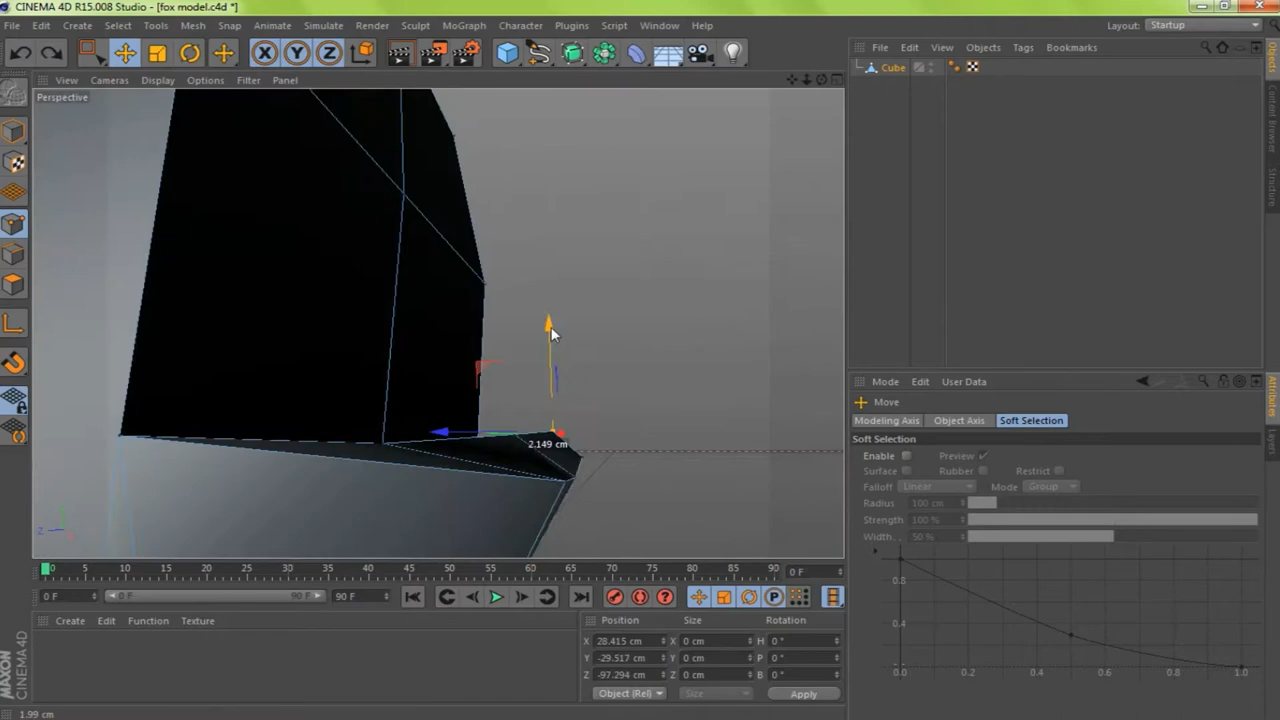 CINEMA 4D R15.008 Studio - [fox model.c4d *]
File Edit Create Select Tools Mesh Snap Animate Simulate Render Sculpt MoGraph Character Plugins Script Window Help Layout: Startup
X Y Z
View Cameras Display Options Filter Panel
Perspective
2.149 cm
Z
File Edit View Objects Tags Bookmarks
Cube
Objects
Content Browser
Structure
Mode Edit User Data
Move
Modeling Axis Object Axis Soft Selection
Soft Selection
Enable Preview
Surface Rubber Restrict
Falloff Linear Mode Group
Radius 100 cm
Strength 100 %
Width.. 50 %
0.8
0.4
0.0 0.2 0.4 0.6 0.8 1.0
Attributes
Layers
0 5 10 15 20 25 30 35 40 45 50 55 60 65 70 75 80 85 90 0 F
0 F 0 F 90 F 90 F
P
Create Edit Function Texture
Position Size Rotation
X 28.415 cm X 0 cm H 0 °
Y -29.517 cm Y 0 cm P 0 °
Z -97.294 cm Z 0 cm B 0 °
Object (Rel) Size Apply
MAXON
CINEMA 4D
1.99 cm